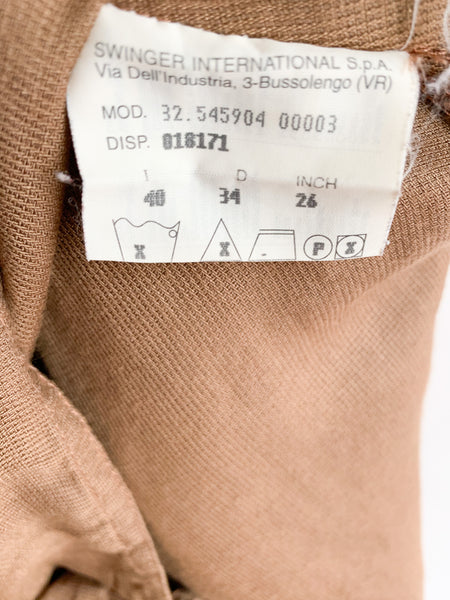 SWINGER INTERNATIONAL S.p.A.
Via Dell'Industria, 3-Bussolengo (VR)
MOD. 32.545904 00003
DISP. 018171
I D INCH
40 34 26
X X . P X